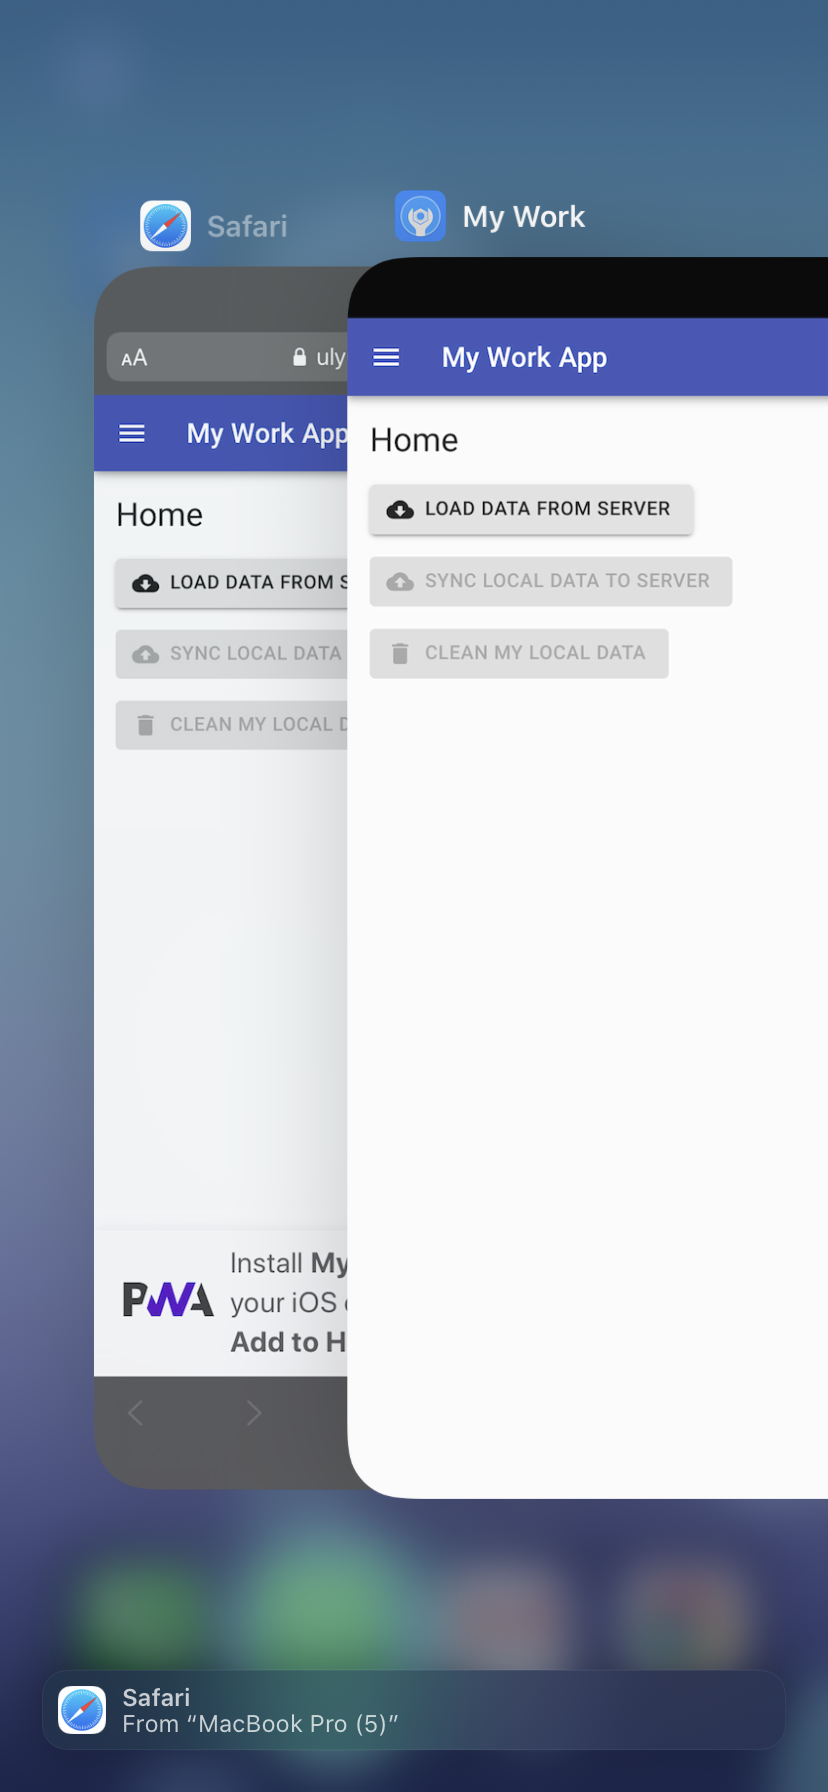 Safari
My Work
AA
uly
My Work App
Home
LOAD DATA FROM S
SYNC LOCAL DATA
CLEAN MY LOCAL D
PWA
Install My
your iOS
Add to H
My Work App
Home
LOAD DATA FROM SERVER
SYNC LOCAL DATA TO SERVER
CLEAN MY LOCAL DATA
Safari
From “MacBook Pro (5)”